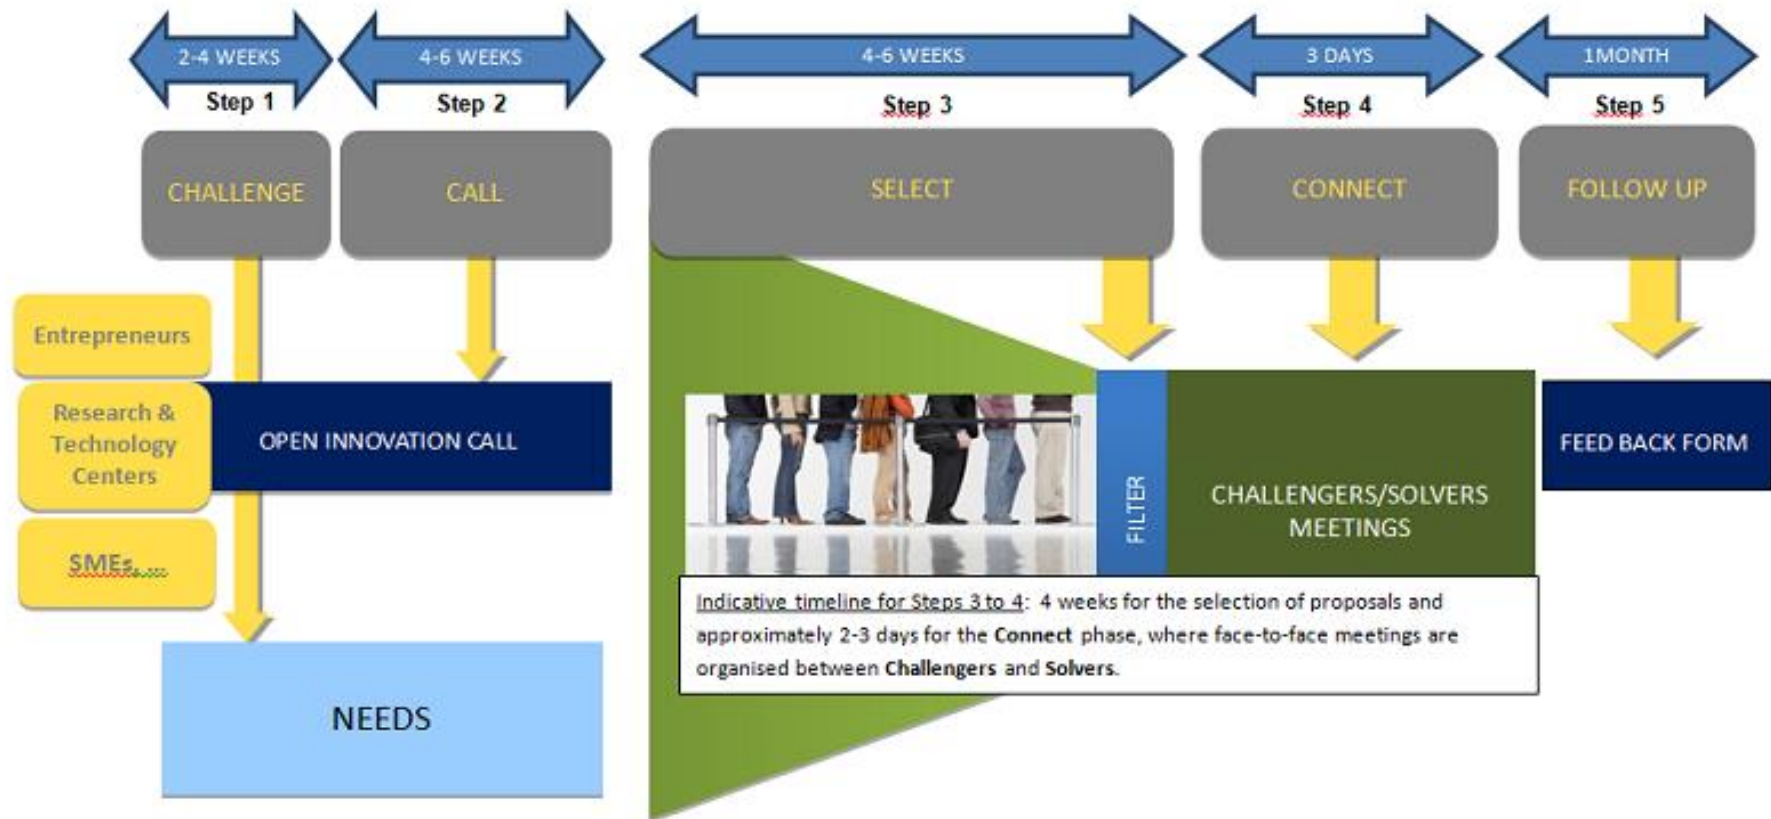 2-4 WEEKS
4-6 WEEKS
4-6 WEEKS
3 DAYS
1MONTH
Step 1
Step 2
Step 3
Step 4
Step 5
CHALLENGE
CALL
SELECT
CONNECT
FOLLOW UP
Entrepreneurs
Research &
Technology
Centers
SMEs, ...
OPEN INNOVATION CALL
NEEDS
FILTER
CHALLENGERS/SOLVERS
MEETINGS
FEED BACK FORM
Indicative timeline for Steps 3 to 4: 4 weeks for the selection of proposals and
approximately 2-3 days for the Connect phase, where face-to-face meetings are
organised between Challengers and Solvers.